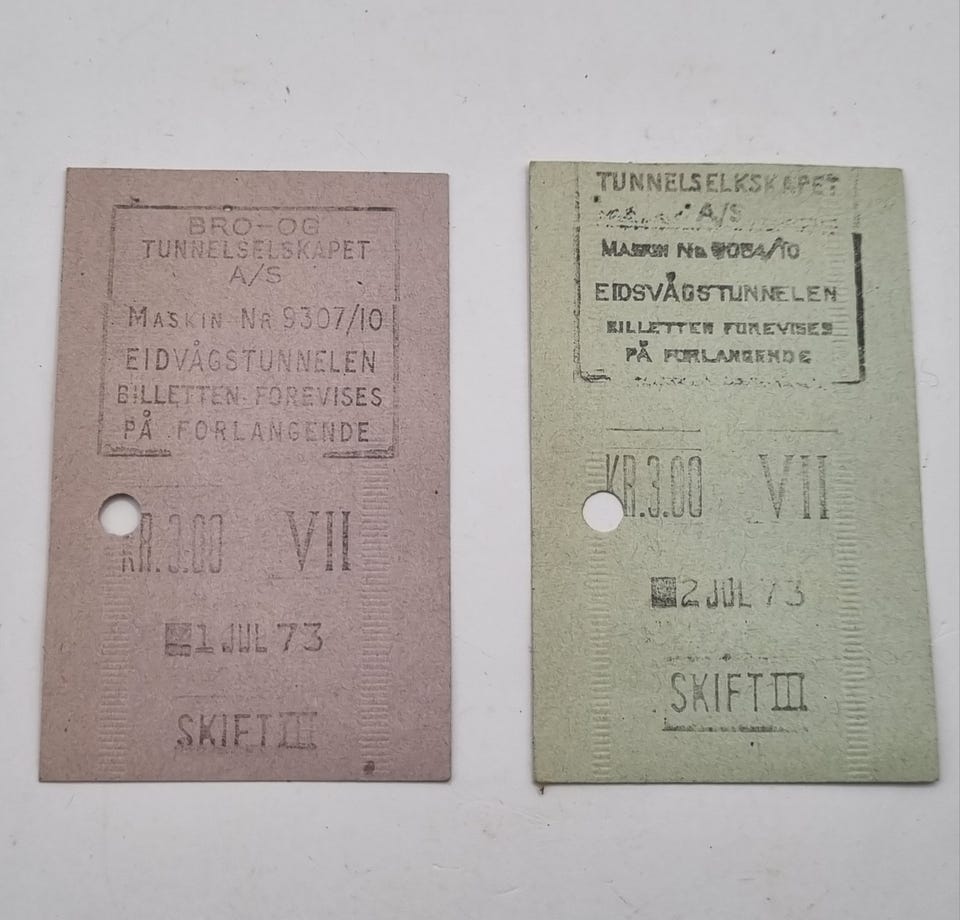 BRO-OG
TUNNELSELSKAPET
A/S
MASKIN NR 9307/10
EIDVÅGSTUNNELEN
BILLETTEN FOREVISES
PÅ FORLANGENDE
KR.3.00 VII
1 JUL 73
SKIFT III
TUNNELSELKSKAPET
A/S
MASKIN NR 9084/10
EIDSVÅGSTUNNELEN
BILLETTEN FOREVISES
PÅ FORLANGENDE
KR.3.00 VII
2 JUL 73
SKIFT III